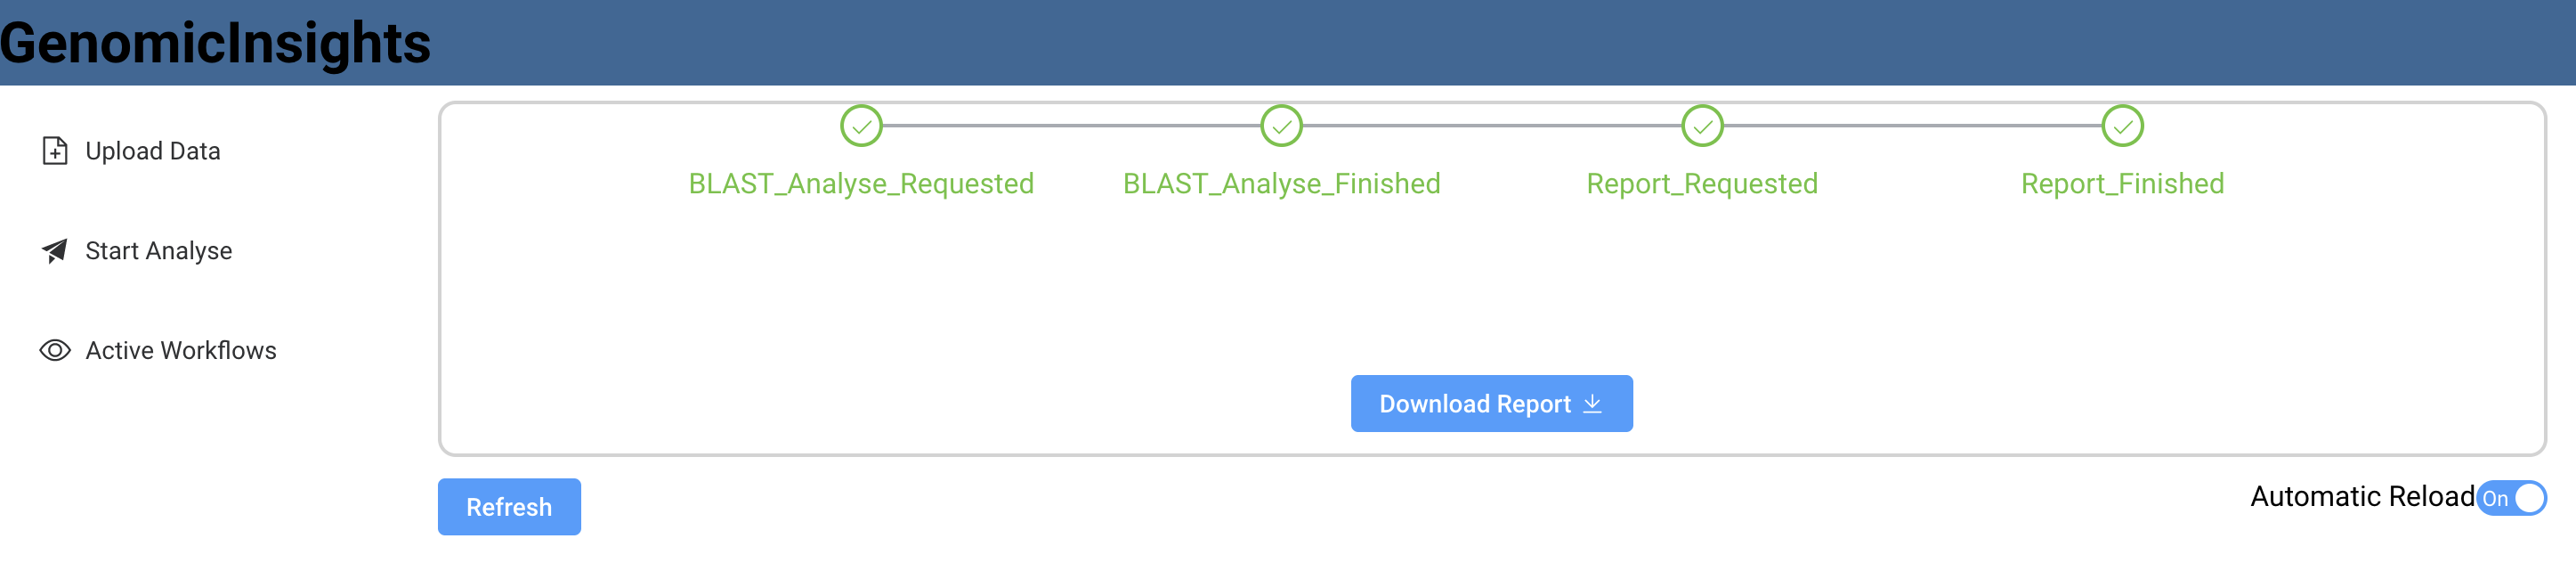 GenomicInsights
Upload Data
Start Analyse
Active Workflows
BLAST_Analyse_Requested
BLAST_Analyse_Finished
Report_Requested
Report_Finished
Download Report
Refresh
Automatic Reload On